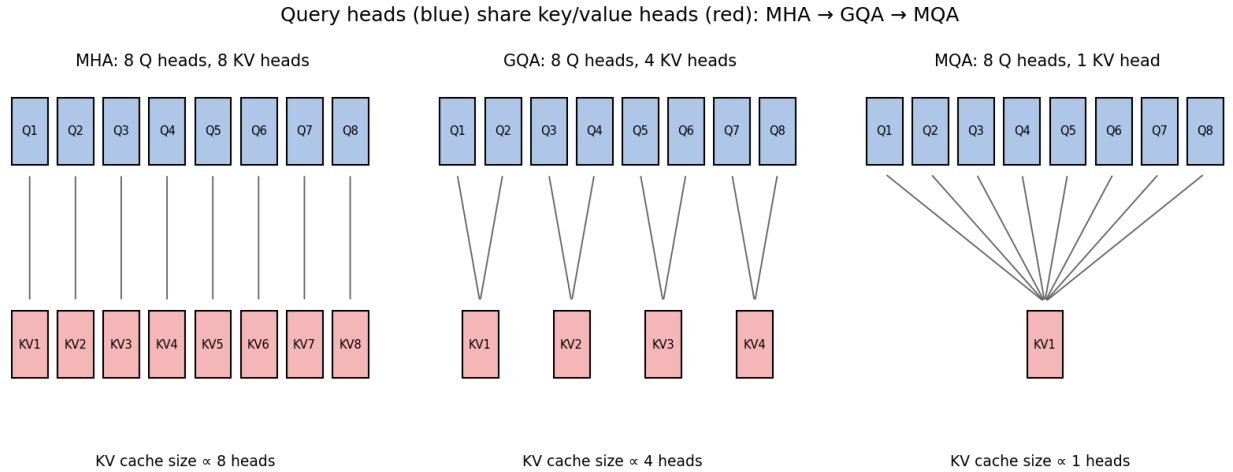 Query heads (blue) share key/value heads (red): MHA → GQA → MQA
MHA: 8 Q heads, 8 KV heads
Q1 Q2 Q3 Q4 Q5 Q6 Q7 Q8
KV1 KV2 KV3 KV4 KV5 KV6 KV7 KV8
KV cache size ∝ 8 heads
GQA: 8 Q heads, 4 KV heads
Q1 Q2 Q3 Q4 Q5 Q6 Q7 Q8
KV1 KV2 KV3 KV4
KV cache size ∝ 4 heads
MQA: 8 Q heads, 1 KV head
Q1 Q2 Q3 Q4 Q5 Q6 Q7 Q8
KV1
KV cache size ∝ 1 heads